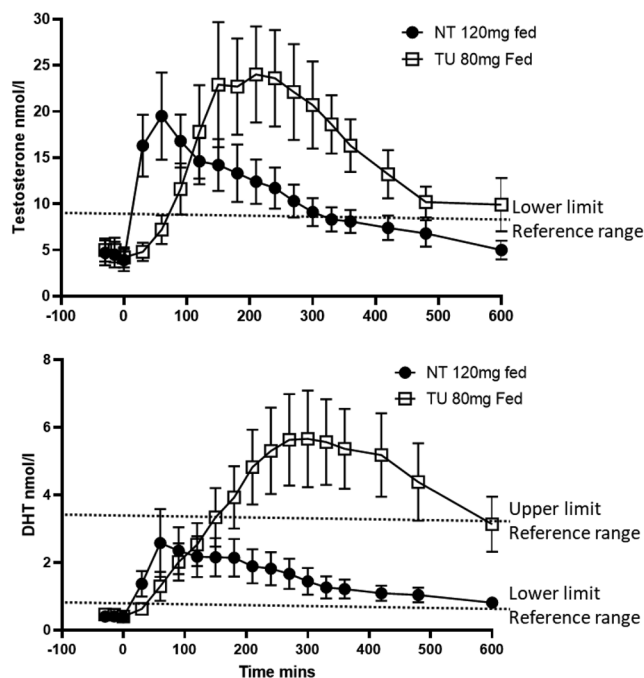 NT 120mg fed
TU 80mg Fed
Testosterone nmol/l
30
25
20
15
10
5
0
-100 0 100 200 300 400 500 600
Lower limit
Reference range
NT 120mg fed
TU 80mg Fed
DHT nmol/l
8
6
4
2
0
Upper limit
Reference range
Lower limit
Reference range
-100 0 100 200 300 400 500 600
Time mins